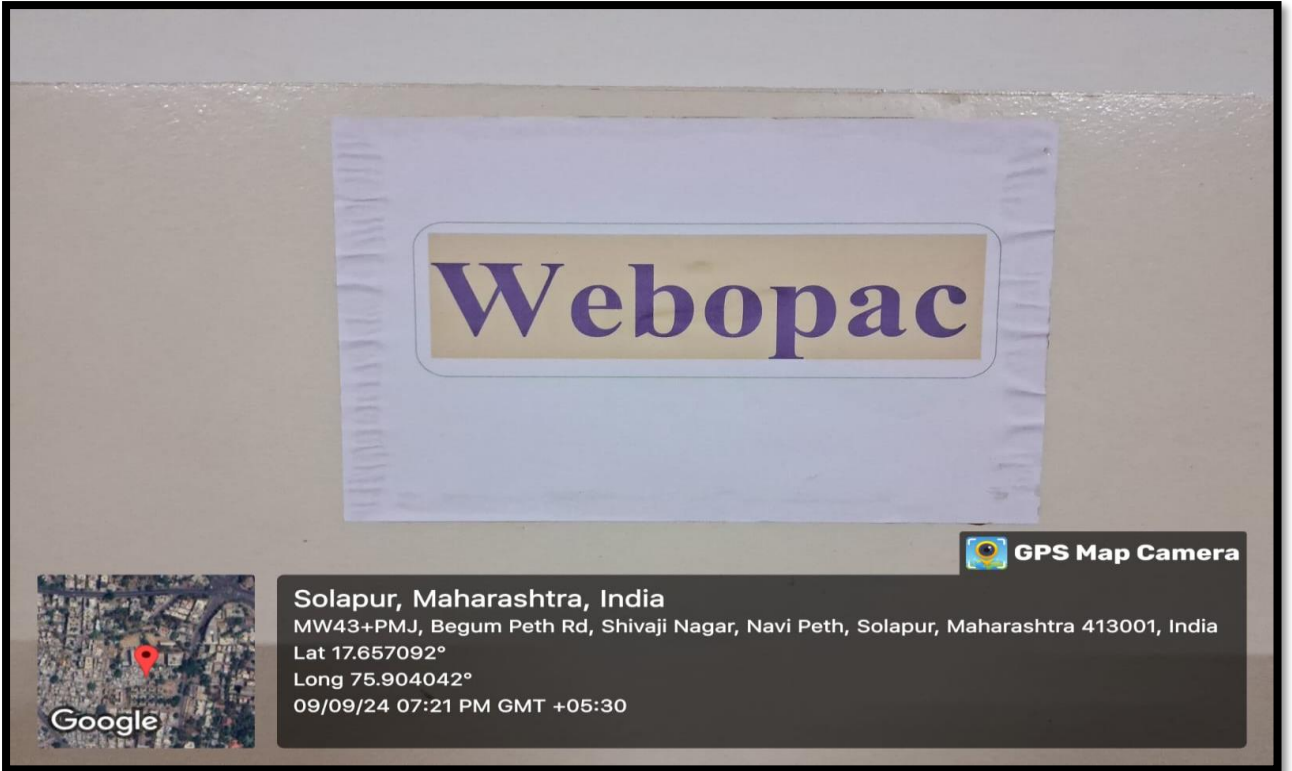 Webopac
GPS Map Camera
Solapur, Maharashtra, India
MW43+PMJ, Begum Peth Rd, Shivaji Nagar, Navi Peth, Solapur, Maharashtra 413001, India
Lat 17.657092°
Long 75.904042°
09/09/24 07:21 PM GMT +05:30
Google